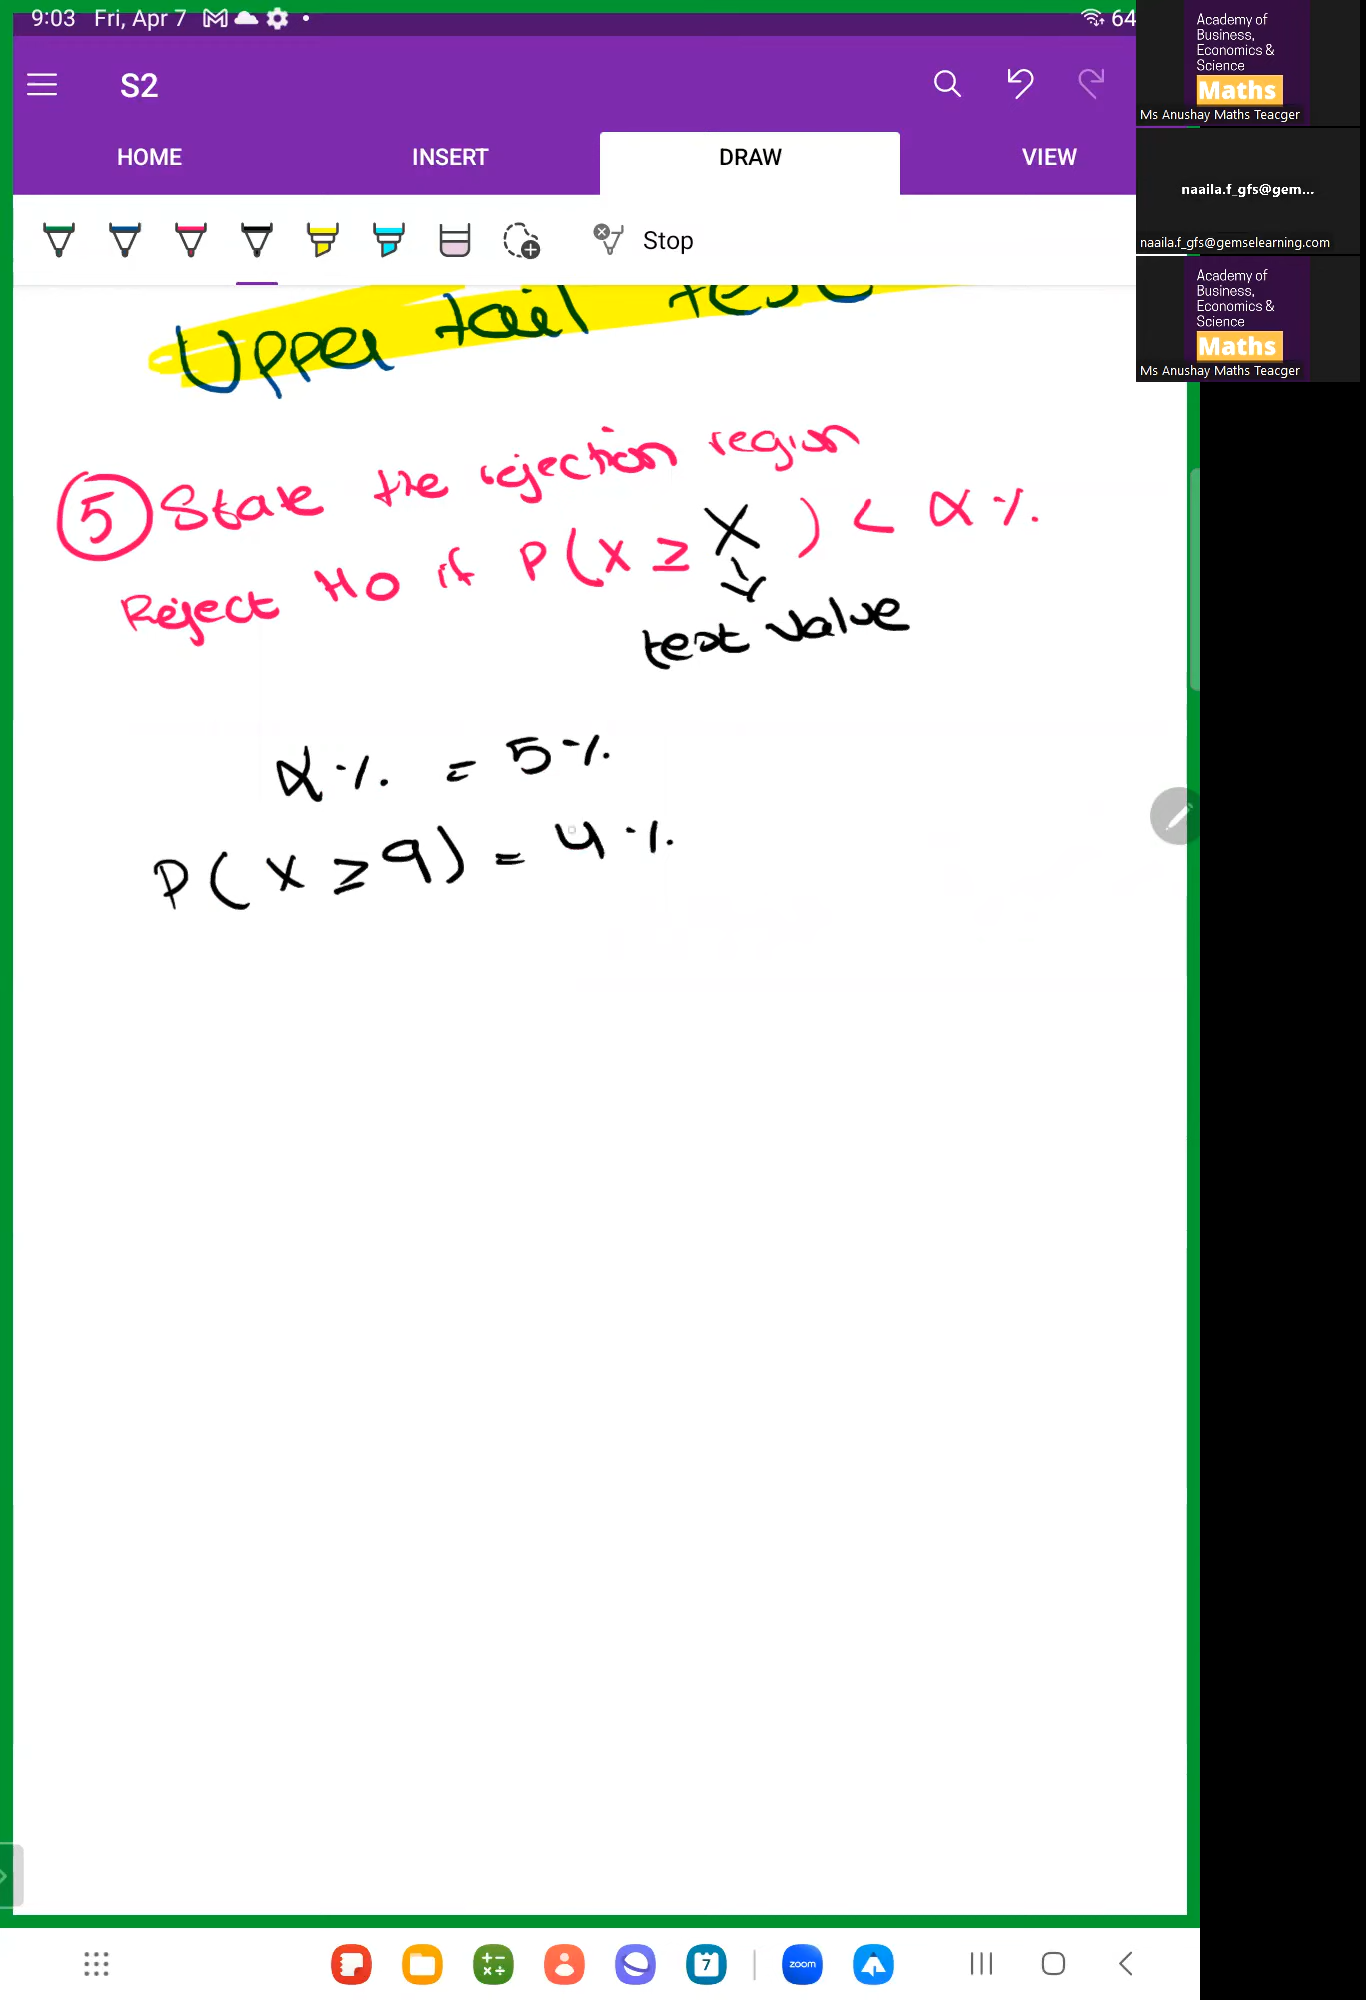 9:03 Fri, Apr 7
64
S2
HOME INSERT DRAW VIEW
Stop
Academy of
Business,
Economics &
Science
Maths
Ms Anushay Maths Teacger
naaila.f_gfs@gem...
naaila.f_gfs@gemselearning.com
Academy of
Business,
Economics &
Science
Maths
Ms Anushay Maths Teacger
Upper tail test
5 State the rejection region
Reject H0 if P(X ≥ X) < α%
test value
α% = 5%
P(X ≥ 9) = 4%
7
zoom